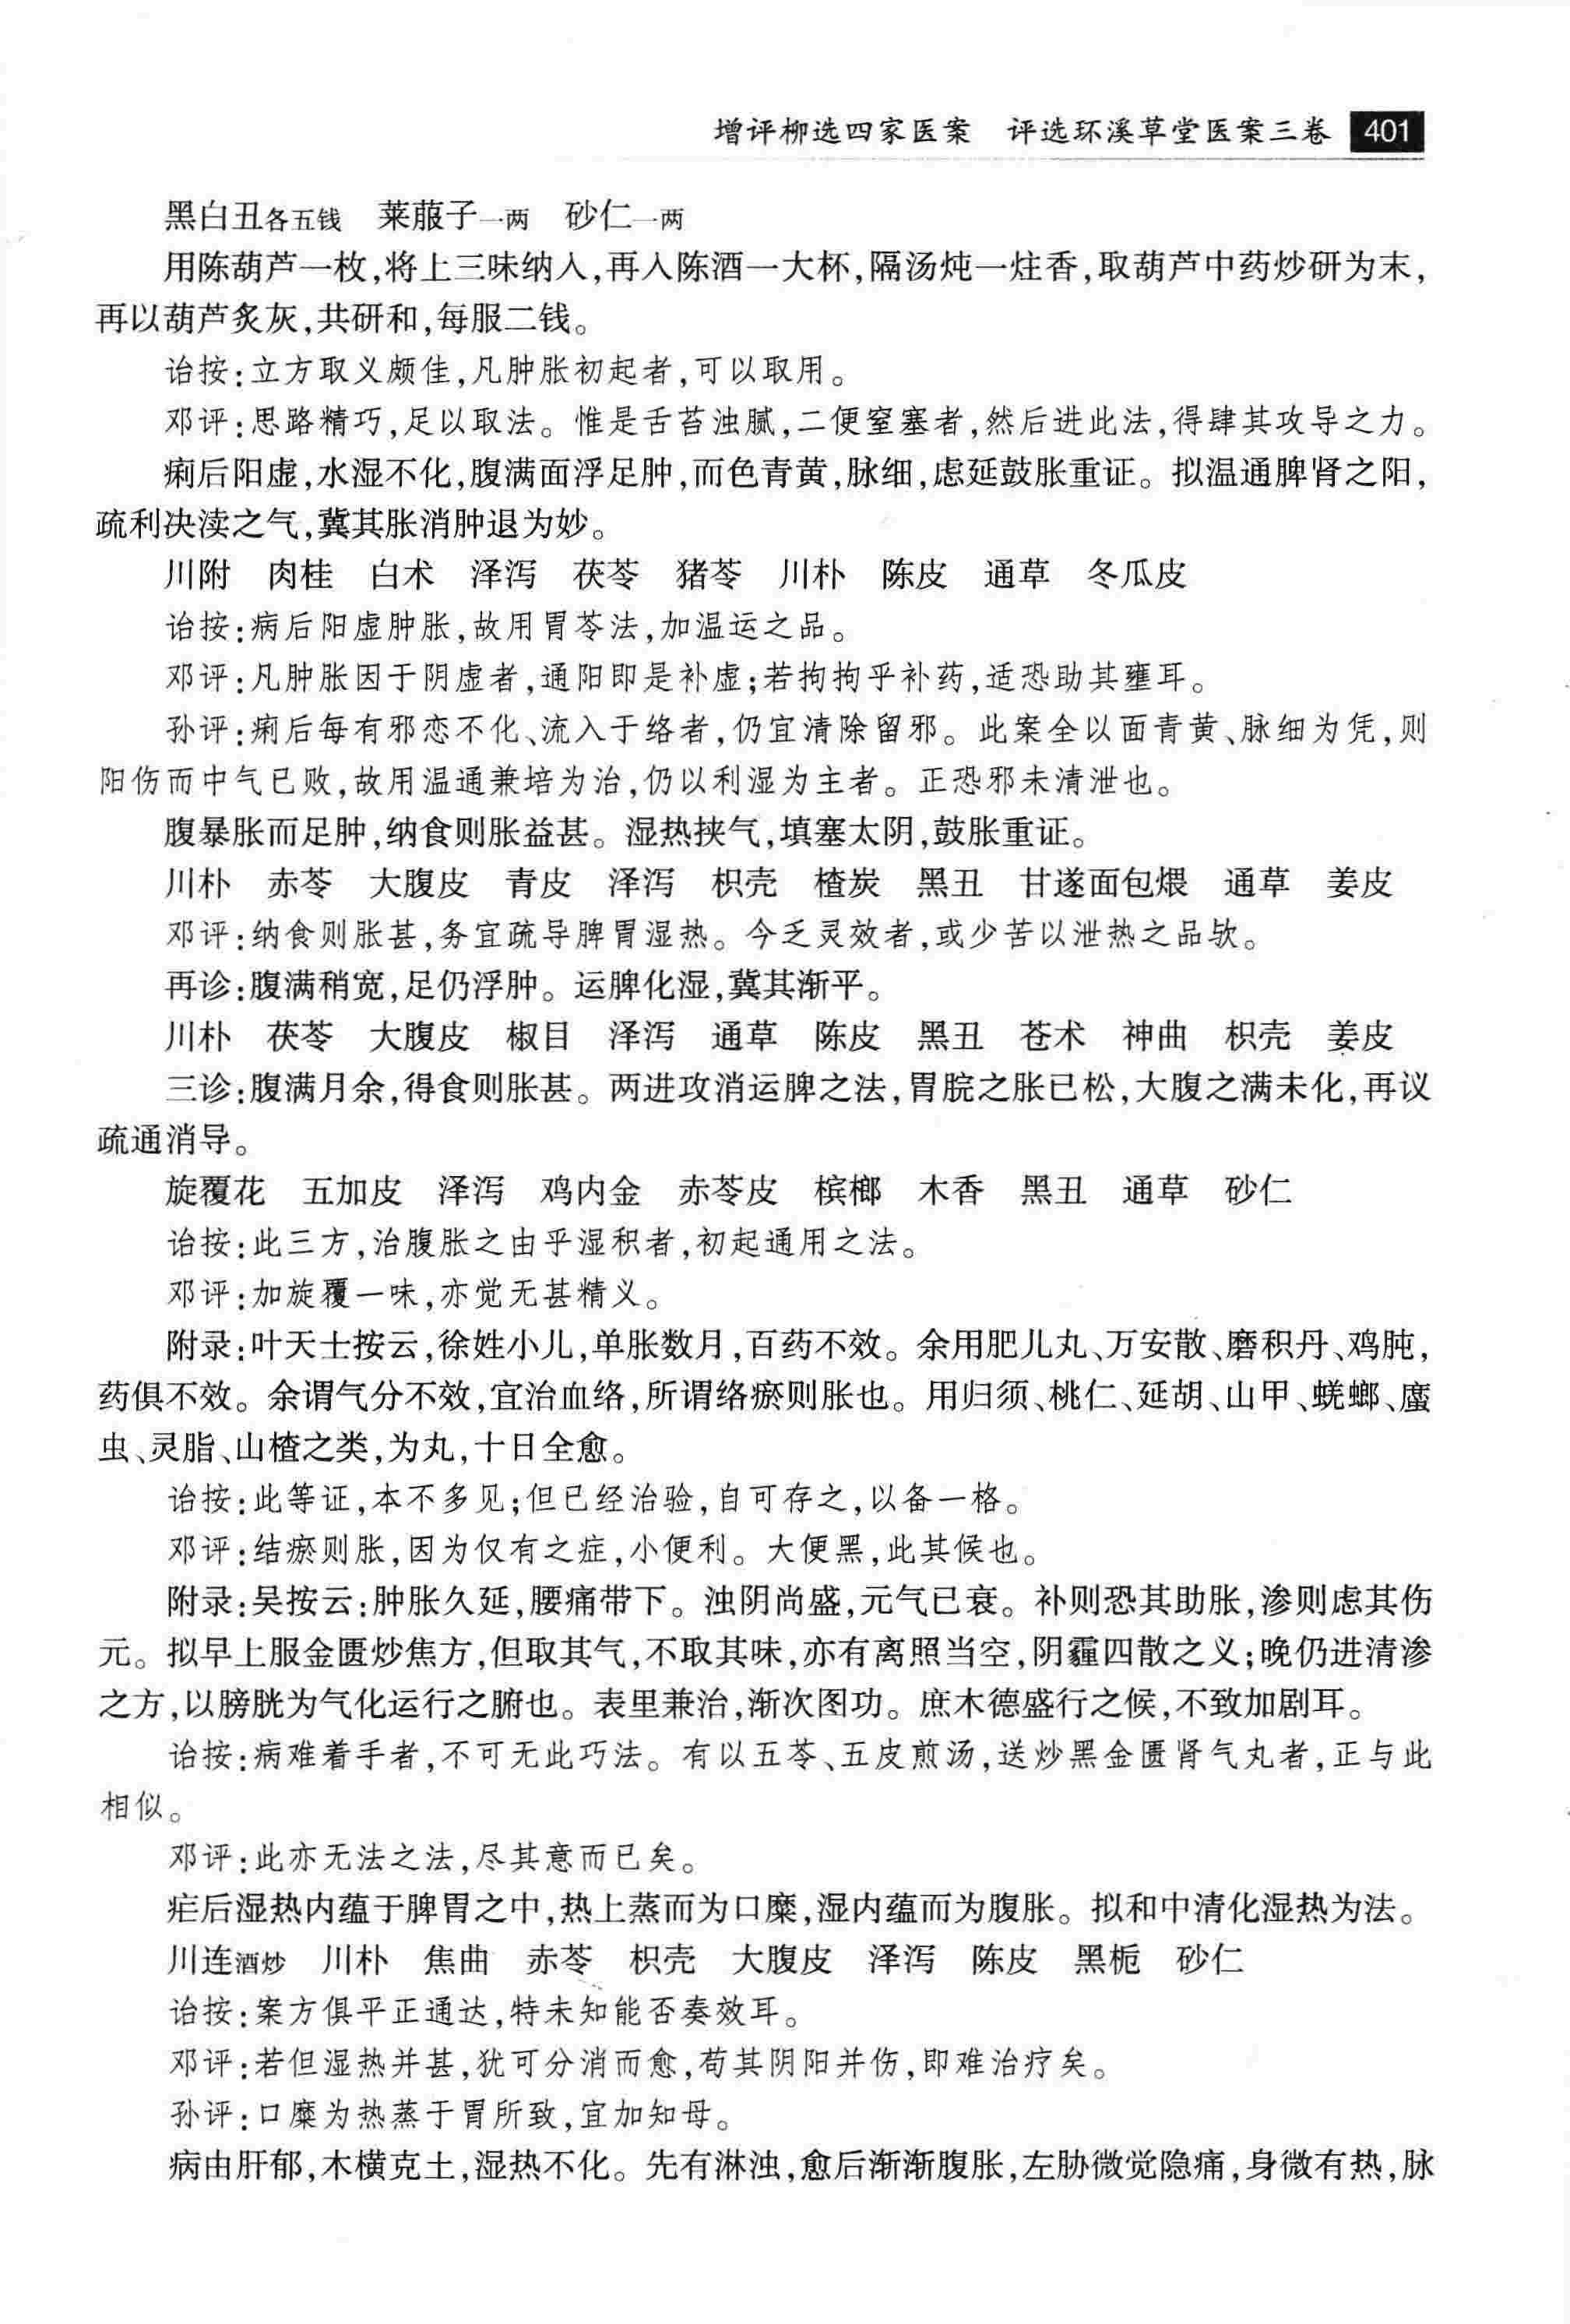 增评柳选四家医案　评选环溪草堂医案三卷　401
黑白丑各五钱　莱菔子一两　砂仁一两
用陈葫芦一枚,将上三味纳入,再入陈酒一大杯,隔汤炖一炷香,取葫芦中药炒研为末,
再以葫芦炙灰,共研和,每服二钱。
诒按:立方取义颇佳,凡肿胀初起者,可以取用。
邓评:思路精巧,足以取法。惟是舌苔浊腻,二便窒塞者,然后进此法,得肆其攻导之力。
痢后阳虚,水湿不化,腹满面浮足肿,而色青黄,脉细,虑延鼓胀重证。拟温通脾肾之阳,
疏利决渎之气,冀其胀消肿退为妙。
川附　肉桂　白术　泽泻　茯苓　猪苓　川朴　陈皮　通草　冬瓜皮
诒按:病后阳虚肿胀,故用胃苓法,加温运之品。
邓评:凡肿胀因于阴虚者,通阳即是补虚;若拘拘乎补药,适恐助其壅耳。
孙评:痢后每有邪恋不化、流入于络者,仍宜清除留邪。此案全以面青黄、脉细为凭,则
阳伤而中气已败,故用温通兼培为治,仍以利湿为主者。正恐邪未清泄也。
腹暴胀而足肿,纳食则胀益甚。湿热挟气,填塞太阴,鼓胀重证。
川朴　赤苓　大腹皮　青皮　泽泻　枳壳　楂炭　黑丑　甘遂面包煨　通草　姜皮
邓评:纳食则胀甚,务宜疏导脾胃湿热。今乏灵效者,或少苦以泄热之品欤。
再诊:腹满稍宽,足仍浮肿。运脾化湿,冀其渐平。
川朴　茯苓　大腹皮　椒目　泽泻　通草　陈皮　黑丑　苍术　神曲　枳壳　姜皮
三诊:腹满月余,得食则胀甚。两进攻消运脾之法,胃脘之胀已松,大腹之满未化,再议
疏通消导。
旋覆花　五加皮　泽泻　鸡内金　赤苓皮　槟榔　木香　黑丑　通草　砂仁
诒按:此三方,治腹胀之由乎湿积者,初起通用之法。
邓评:加旋覆一味,亦觉无甚精义。
附录:叶天士按云,徐姓小儿,单胀数月,百药不效。余用肥儿丸、万安散、磨积丹、鸡肫,
药俱不效。余谓气分不效,宜治血络,所谓络瘀则胀也。用归须、桃仁、延胡、山甲、蜣螂、䗪
虫、灵脂、山楂之类,为丸,十日全愈。
诒按:此等证,本不多见;但已经治验,自可存之,以备一格。
邓评:结瘀则胀,因为仅有之症,小便利。大便黑,此其候也。
附录:吴按云:肿胀久延,腰痛带下。浊阴尚盛,元气已衰。补则恐其助胀,渗则虑其伤
元。拟早上服金匮炒焦方,但取其气,不取其味,亦有离照当空,阴霾四散之义;晚仍进清渗
之方,以膀胱为气化运行之腑也。表里兼治,渐次图功。庶木德盛行之候,不致加剧耳。
诒按:病难着手者,不可无此巧法。有以五苓、五皮煎汤,送炒黑金匮肾气丸者,正与此
相似。
邓评:此亦无法之法,尽其意而已矣。
疟后湿热内蕴于脾胃之中,热上蒸而为口糜,湿内蕴而为腹胀。拟和中清化湿热为法。
川连酒炒　川朴　焦曲　赤苓　枳壳　大腹皮　泽泻　陈皮　黑栀　砂仁
诒按:案方俱平正通达,特未知能否奏效耳。
邓评:若但湿热并甚,犹可分消而愈,苟其阴阳并伤,即难治疗矣。
孙评:口糜为热蒸于胃所致,宜加知母。
病由肝郁,木横克土,湿热不化。先有淋浊,愈后渐渐腹胀,左胁微觉隐痛,身微有热,脉